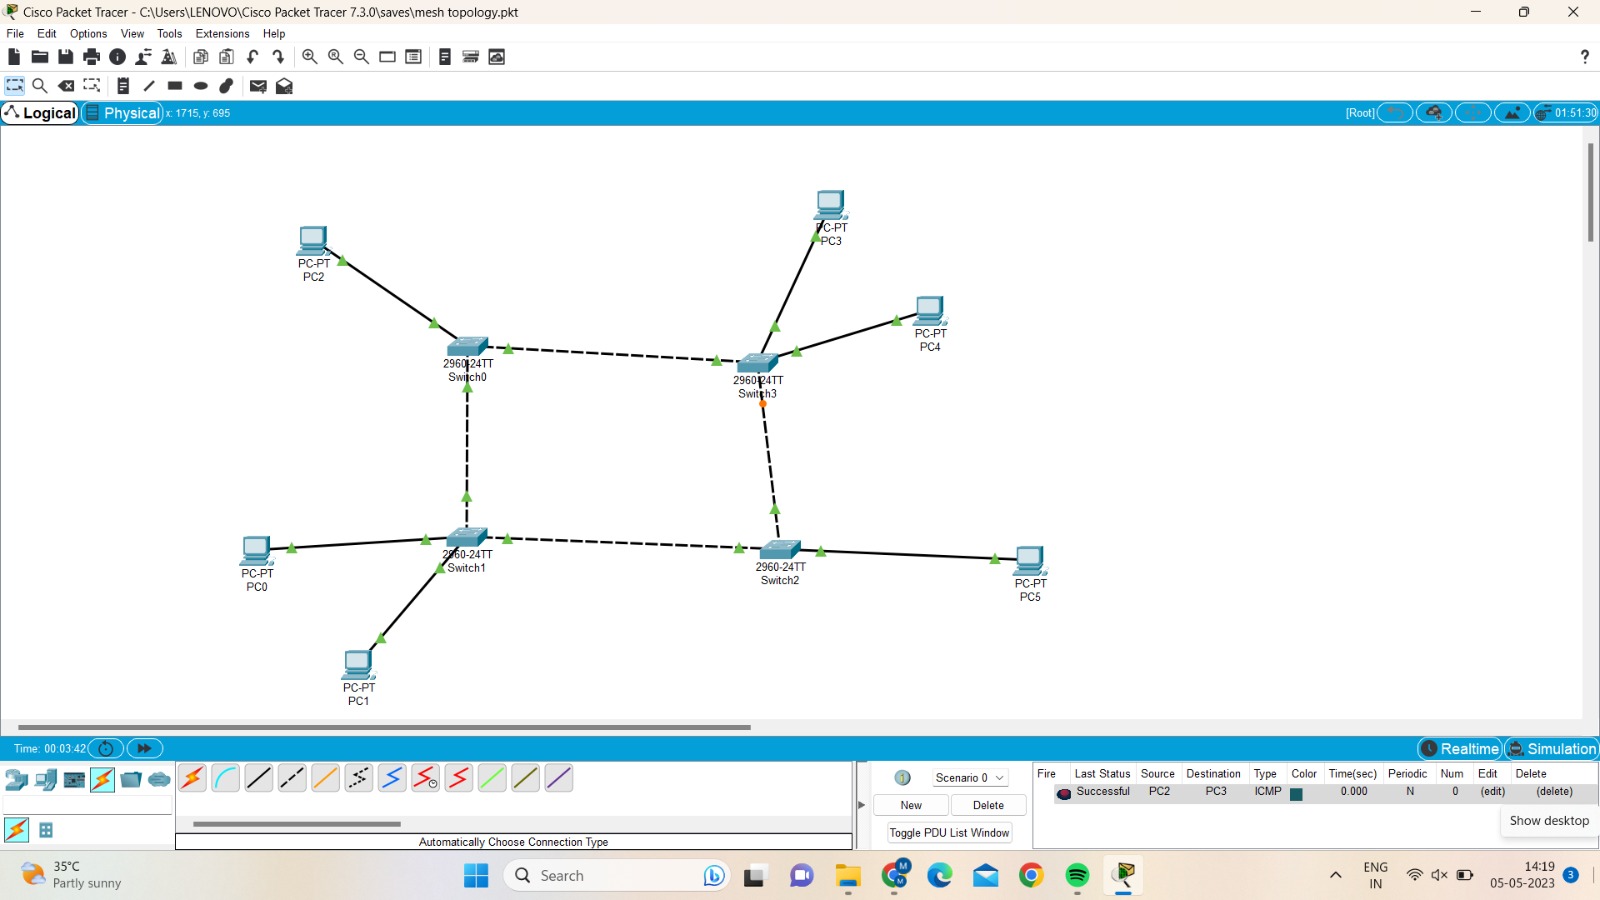 Cisco Packet Tracer - C:\Users\LENOVO\Cisco Packet Tracer 7.3.0\saves\mesh topology.pkt
File Edit Options View Tools Extensions Help
?
Logical Physical x: 1715, y: 695 [Root] 01:51:30
PC-PT
PC3
PC-PT
PC2
PC-PT
PC4
2960-24TT
Switch0
2960-24TT
Switch3
2960-24TT
Switch1
2960-24TT
Switch2
PC-PT
PC0
PC-PT
PC5
PC-PT
PC1
Time: 00:03:42 Realtime Simulation
Scenario 0
New Delete
Toggle PDU List Window
Fire Last Status Source Destination Type Color Time(sec) Periodic Num Edit Delete
Successful PC2 PC3 ICMP 0.000 N 0 (edit) (delete)
Show desktop
Automatically Choose Connection Type
35°C
Partly sunny
Search
M
M
ENG
IN
14:19
05-05-2023
3